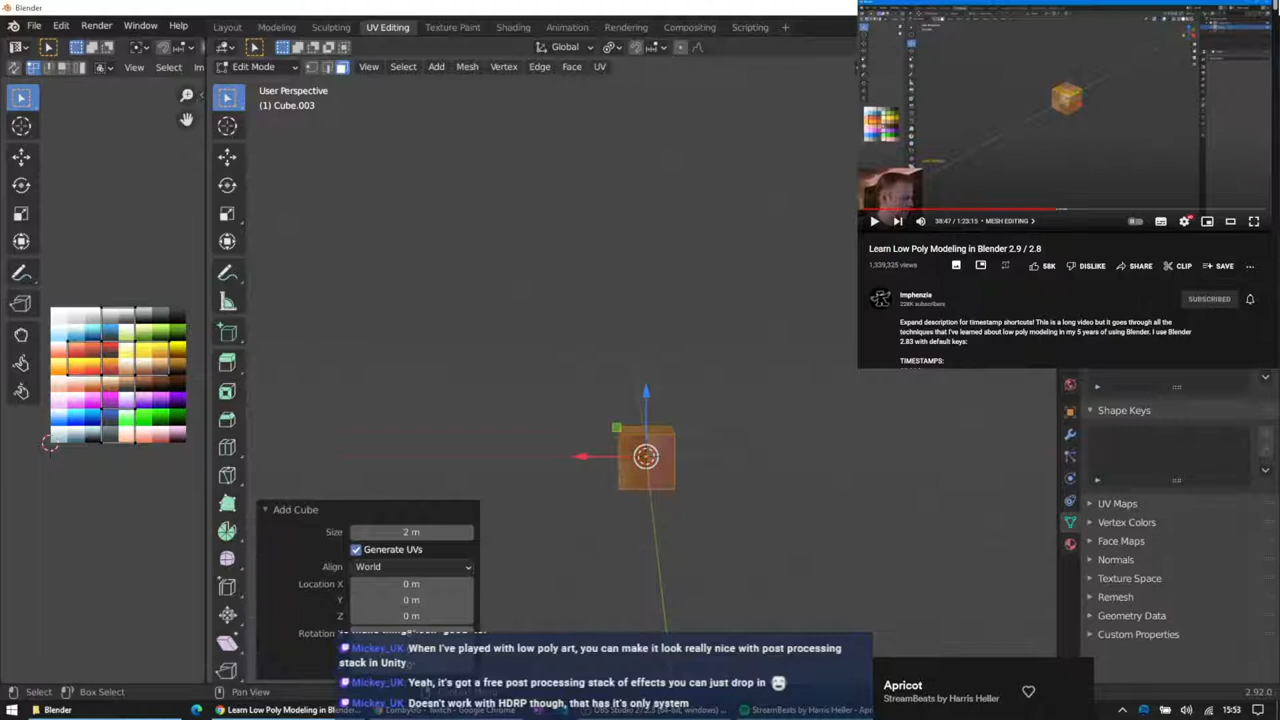 Blender
File Edit Render Window Help
Layout Modeling Sculpting UV Editing Texture Paint Shading Animation Rendering Compositing Scripting
View Select Im
Global
Edit Mode View Select Add Mesh Vertex Edge Face UV
User Perspective
(1) Cube.003
38:47 / 1:23:15 • MESH EDITING
Learn Low Poly Modeling in Blender 2.9 / 2.8
1,339,325 views
58K DISLIKE SHARE CLIP SAVE
Imphenzia
228K subscribers
SUBSCRIBED
Expand description for timestamp shortcuts! This is a long video but it goes through all the
techniques that I've learned about low poly modeling in my 5 years of using Blender. I use Blender
2.83 with default keys:
TIMESTAMPS:
Shape Keys
UV Maps
Vertex Colors
Face Maps
Normals
Texture Space
Remesh
Geometry Data
Custom Properties
Add Cube
Size 2 m
Generate UVs
Align World
Location X 0 m
Y 0 m
Z 0 m
Rotation
Mickey_UK: When I've played with low poly art, you can make it look really nice with post processing
stack in Unity
Mickey_UK: Yeah, it's got a free post processing stack of effects you can just drop in
Mickey_UK: Doesn't work with HDRP though, that has it's only system
Apricot
StreamBeats by Harris Heller
Select Box Select Pan View
2.92.0
Blender Learn Low Poly Modeling in Blen...
15:53